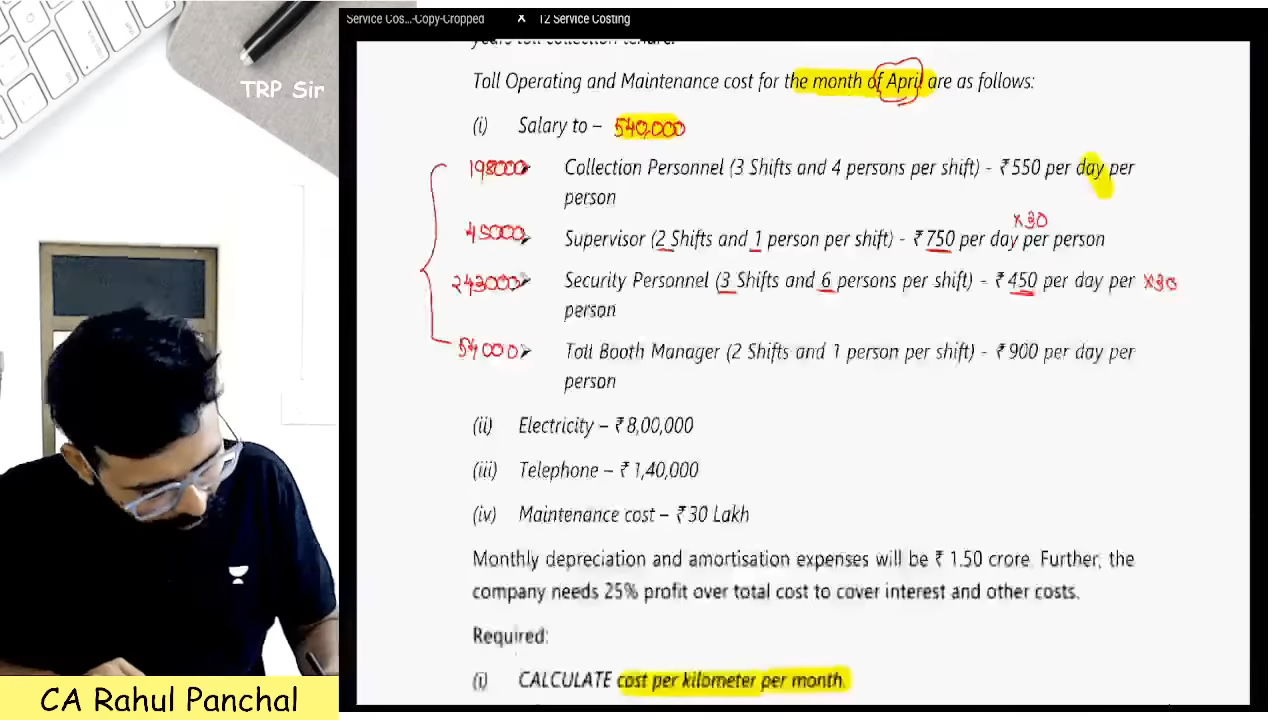 Service Cos...-Copy-Cropped X 12 Service Costing
years toll collection tenure.
TRP Sir
Toll Operating and Maintenance cost for the month of April are as follows:
(i) Salary to – 540,000
198000 ➤ Collection Personnel (3 Shifts and 4 persons per shift) - ₹550 per day per
person
×30
45000 ➤ Supervisor (2 Shifts and 1 person per shift) - ₹750 per day per person
243000 ➤ Security Personnel (3 Shifts and 6 persons per shift) - ₹450 per day per ×30
person
54000 ➤ Toll Booth Manager (2 Shifts and 1 person per shift) - ₹900 per day per
person
(ii) Electricity – ₹8,00,000
(iii) Telephone – ₹1,40,000
(iv) Maintenance cost – ₹30 Lakh
Monthly depreciation and amortisation expenses will be ₹ 1.50 crore. Further, the
company needs 25% profit over total cost to cover interest and other costs.
Required:
(i) CALCULATE cost per kilometer per month.
CA Rahul Panchal